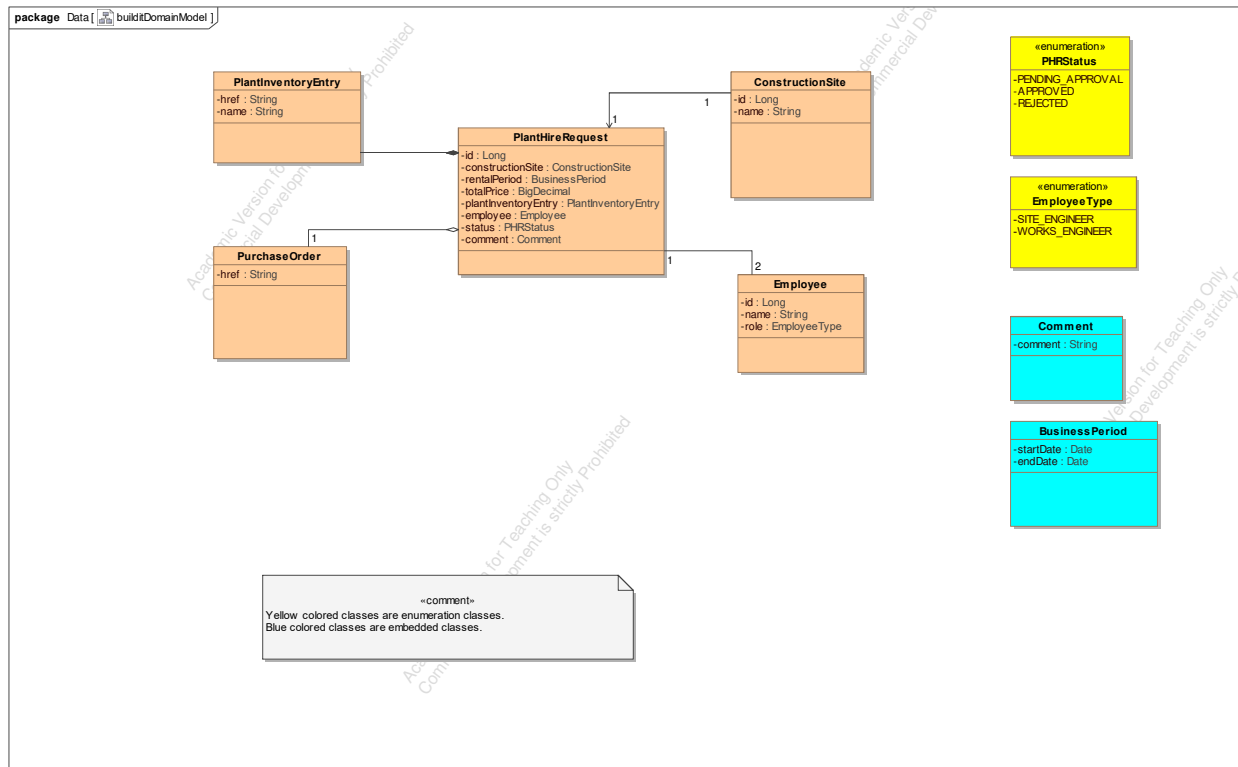 package Data [ builditDomainModel ]
PlantInventoryEntry
-href : String
-name : String
ConstructionSite
-id : Long
-name : String
1
1
PlantHireRequest
-id : Long
-constructionSite : ConstructionSite
-rentalPeriod : BusinessPeriod
-totalPrice : BigDecimal
-plantInventoryEntry : PlantInventoryEntry
-employee : Employee
-status : PHRStatus
-comment : Comment
1
PurchaseOrder
-href : String
1
2
Employee
-id : Long
-name : String
-role : EmployeeType
«enumeration»
PHRStatus
-PENDING_APPROVAL
-APPROVED
-REJECTED
«enumeration»
EmployeeType
-SITE_ENGINEER
-WORKS_ENGINEER
Comment
-comment : String
BusinessPeriod
-startDate : Date
-endDate : Date
«comment»
Yellow colored classes are enumeration classes.
Blue colored classes are embedded classes.